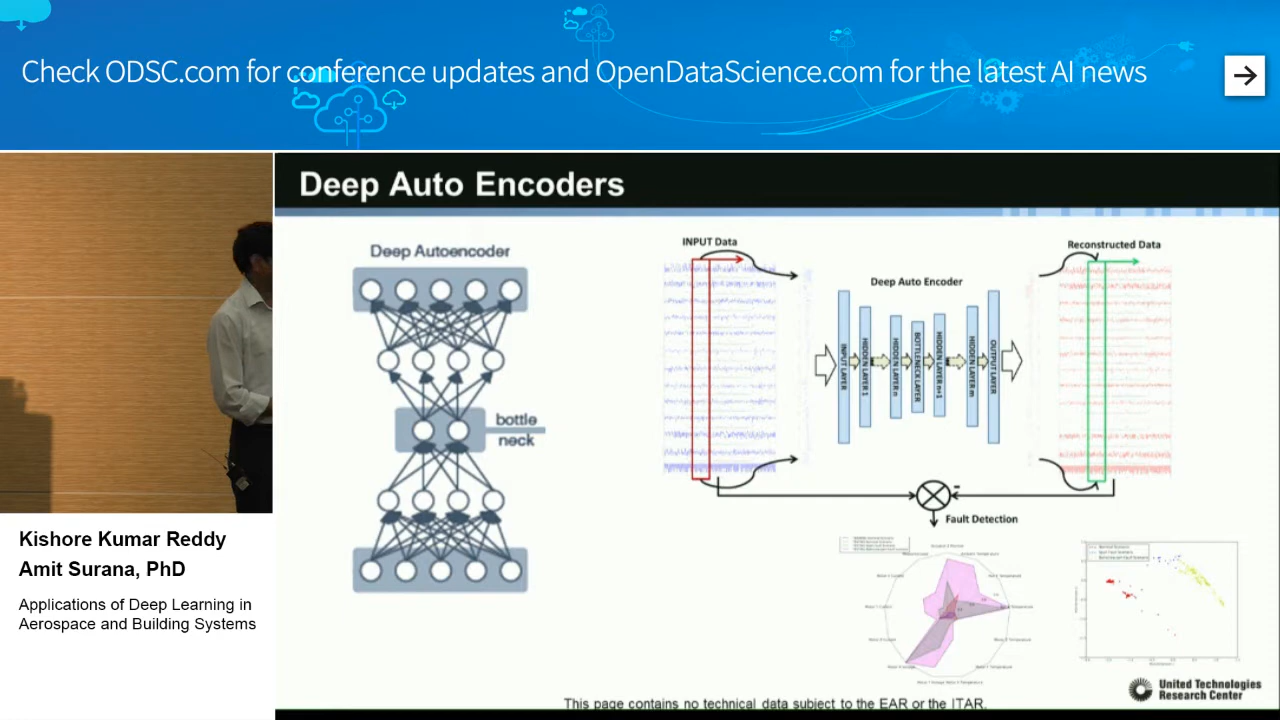 Check ODSC.com for conference updates and OpenDataScience.com for the latest AI news
Deep Auto Encoders
Deep Autoencoder
bottle
neck
INPUT Data
Reconstructed Data
Deep Auto Encoder
INPUT LAYER
HIDDEN LAYER 1
HIDDEN LAYER n
BOTTLENECK LAYER
HIDDEN LAYER n+1
HIDDEN LAYER m
OUTPUT LAYER
-
Fault Detection
Kishore Kumar Reddy
Amit Surana, PhD
Applications of Deep Learning in
Aerospace and Building Systems
United Technologies
Research Center
This page contains no technical data subject to the EAR or the ITAR.